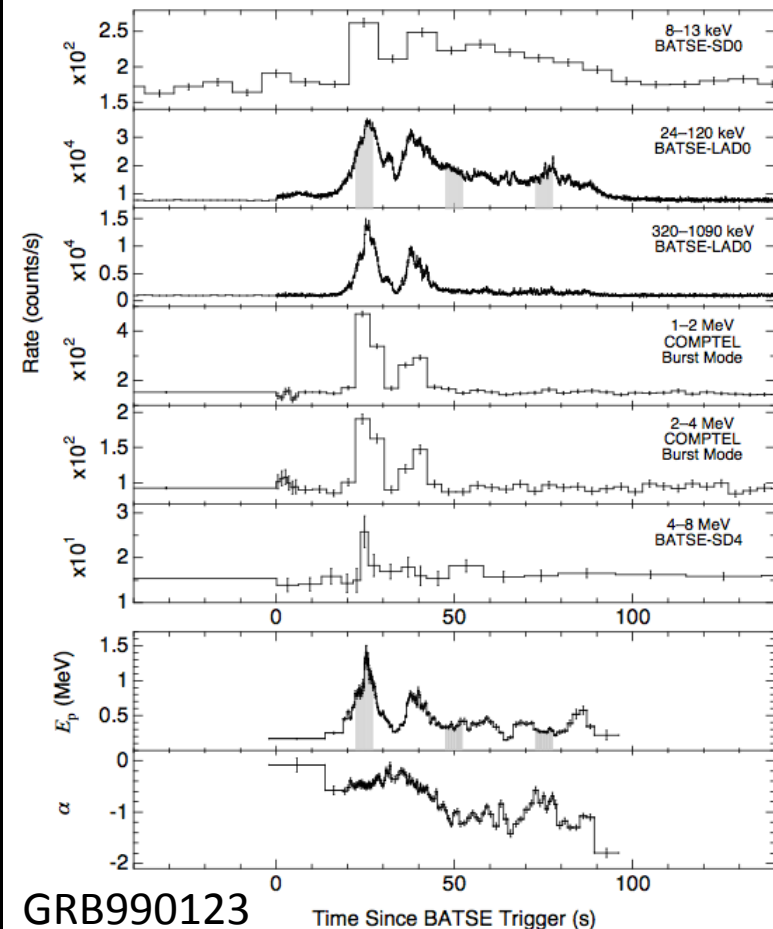 8–13 keV
BATSE-SD0
2.5
2
1.5
x10²
24–120 keV
BATSE-LAD0
3
2
1
x10⁴
320–1090 keV
BATSE-LAD0
1.5
1
0.5
0
x10⁴
Rate (counts/s)
1–2 MeV
COMPTEL
Burst Mode
4
2
x10²
2–4 MeV
COMPTEL
Burst Mode
2
1.5
1
x10²
4–8 MeV
BATSE-SD4
3
2
1
x10¹
0 50 100
1.5
1
0.5
Eₚ (MeV)
0
-1
-2
α
0 50 100
GRB990123
Time Since BATSE Trigger (s)